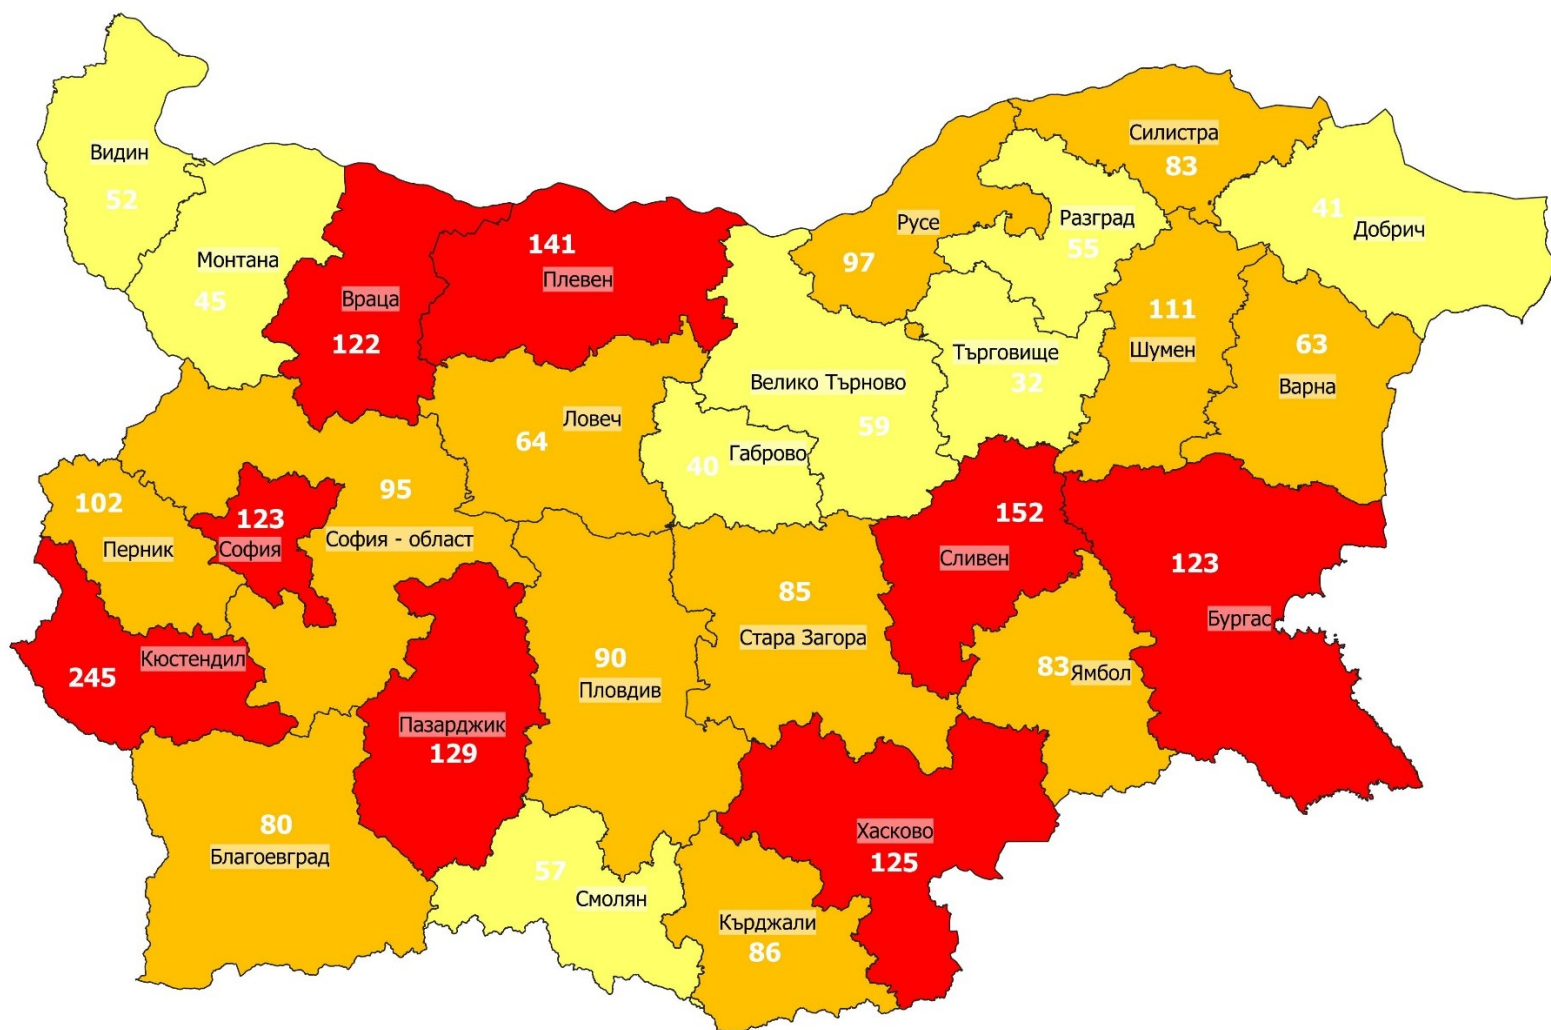 Видин
52
Монтана
45
Враца
122
141
Плевен
Русе
97
Силистра
83
Разград
55
41
Добрич
111
Шумен
63
Варна
Търговище
32
Велико Търново
59
Габрово
40
Ловеч
64
95
София - област
123
София
102
Перник
Кюстендил
245
Пазарджик
129
90
Пловдив
85
Стара Загора
152
Сливен
123
Бургас
83
Ямбол
80
Благоевград
57
Смолян
Хасково
125
Кърджали
86